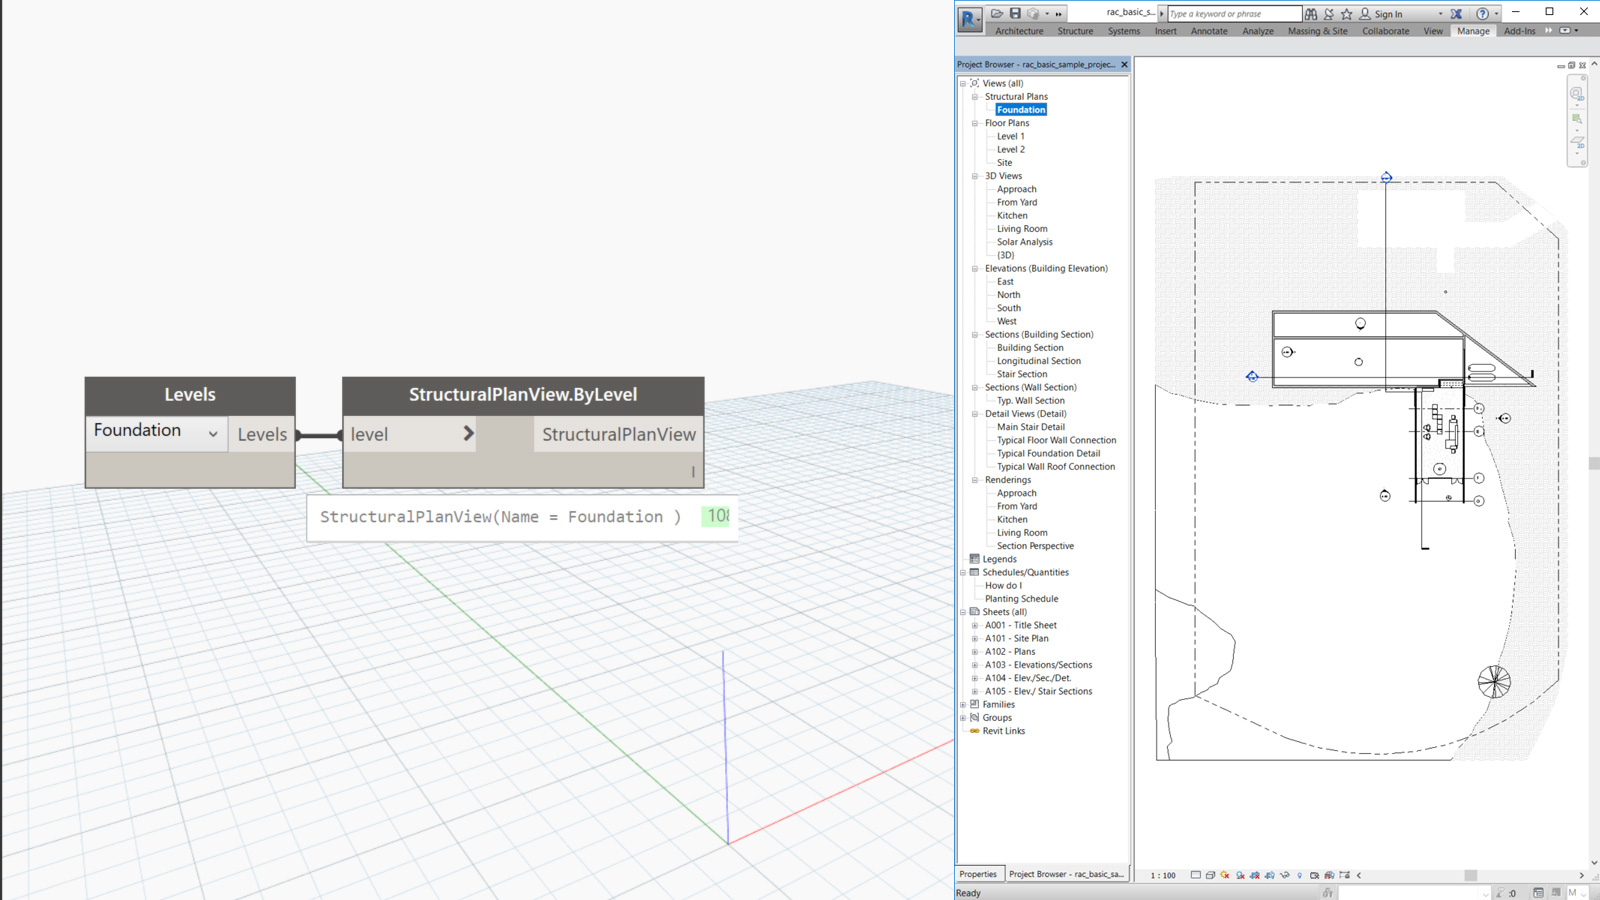 Levels
Foundation
Levels
StructuralPlanView.ByLevel
level
StructuralPlanView
StructuralPlanView(Name = Foundation )
rac_basic_s...
Type a keyword or phrase
Sign In
Architecture Structure Systems Insert Annotate Analyze Massing & Site Collaborate View Manage Add-Ins
Project Browser - rac_basic_sample_projec...
Views (all)
Structural Plans
Foundation
Floor Plans
Level 1
Level 2
Site
3D Views
Approach
From Yard
Kitchen
Living Room
Solar Analysis
{3D}
Elevations (Building Elevation)
East
North
South
West
Sections (Building Section)
Building Section
Longitudinal Section
Stair Section
Sections (Wall Section)
Typ. Wall Section
Detail Views (Detail)
Main Stair Detail
Typical Floor Wall Connection
Typical Foundation Detail
Typical Wall Roof Connection
Renderings
Approach
From Yard
Kitchen
Living Room
Section Perspective
Legends
Schedules/Quantities
How do I
Planting Schedule
Sheets (all)
A001 - Title Sheet
A101 - Site Plan
A102 - Plans
A103 - Elevations/Sections
A104 - Elev./Sec./Det.
A105 - Elev./ Stair Sections
Families
Groups
Revit Links
Properties
Project Browser - rac_basic_sa...
1 : 100
Ready
:0